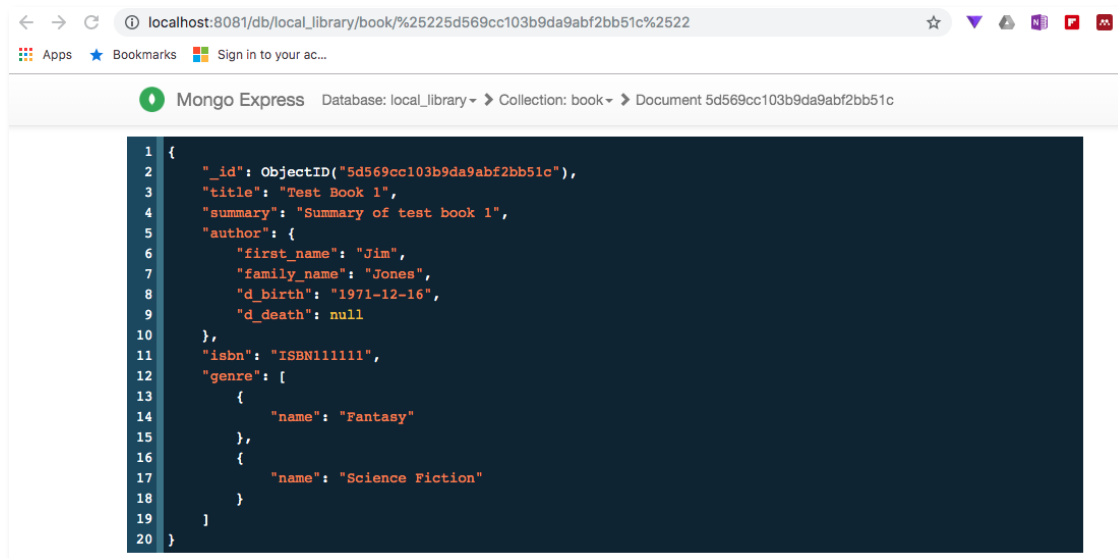 localhost:8081/db/local_library/book/%25225d569cc103b9da9abf2bb51c%2522
Apps Bookmarks Sign in to your ac...
Mongo Express Database: local_library Collection: book Document 5d569cc103b9da9abf2bb51c
1 {
2 "_id": ObjectID("5d569cc103b9da9abf2bb51c"),
3 "title": "Test Book 1",
4 "summary": "Summary of test book 1",
5 "author": {
6 "first_name": "Jim",
7 "family_name": "Jones",
8 "d_birth": "1971-12-16",
9 "d_death": null
10 },
11 "isbn": "ISBN111111",
12 "genre": [
13 {
14 "name": "Fantasy"
15 },
16 {
17 "name": "Science Fiction"
18 }
19 ]
20 }